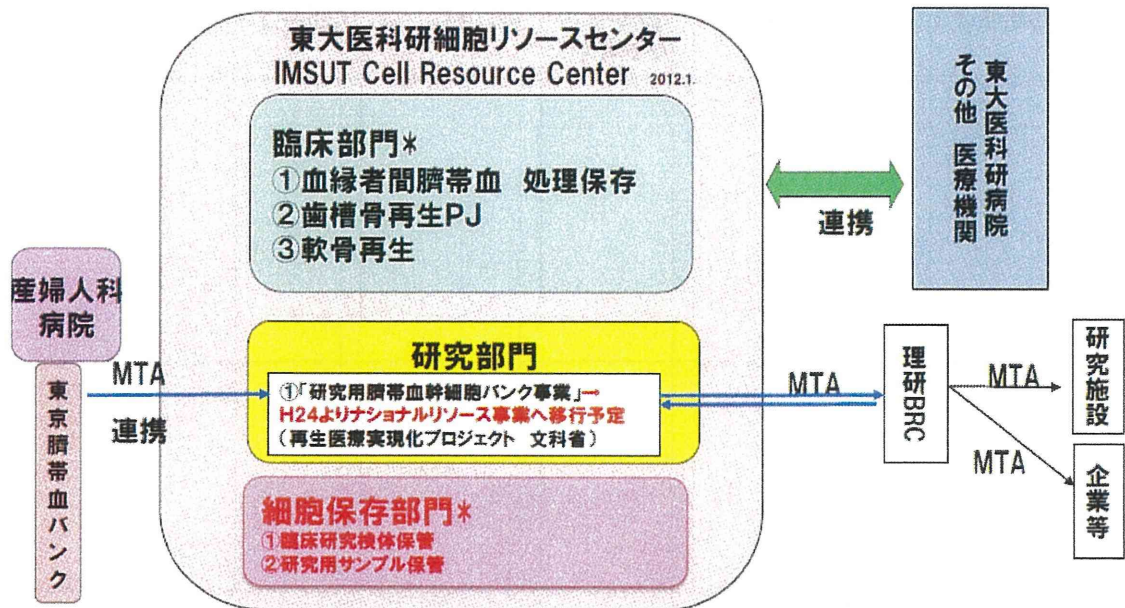 東大医科研細胞リソースセンター
IMSUT Cell Resource Center 2012.1.
臨床部門*
①血縁者間臍帯血 処理保存
②歯槽骨再生PJ
③軟骨再生
東大医科研病院
その他 医療機関
連携
産婦人科
病院
東京臍帯血バンク
MTA
連携
研究部門
①「研究用臍帯血幹細胞バンク事業」→
H24よりナショナルリソース事業へ移行予定
(再生医療実現化プロジェクト 文科省)
MTA
理研BRC
MTA
研究施設
MTA
企業等
細胞保存部門*
①臨床研究検体保管
②研究用サンプル保管